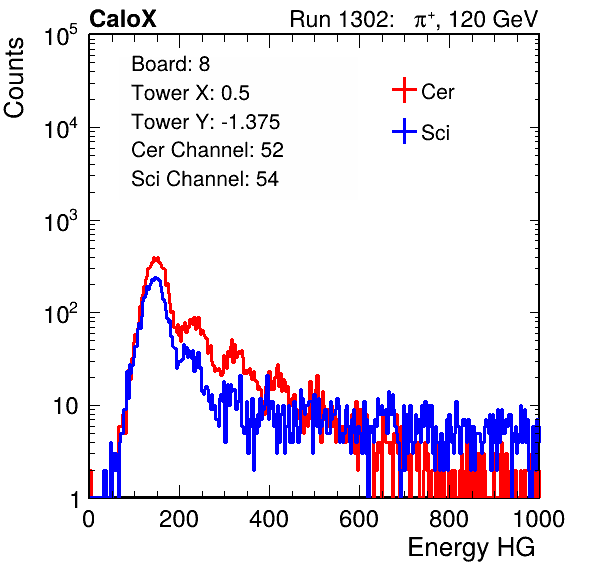 CaloX Run 1302: π⁺, 120 GeV
Counts
10⁵
10⁴
10³
10²
10
1
Board: 8
Tower X: 0.5
Tower Y: -1.375
Cer Channel: 52
Sci Channel: 54
Cer
Sci
0 200 400 600 800 1000
Energy HG